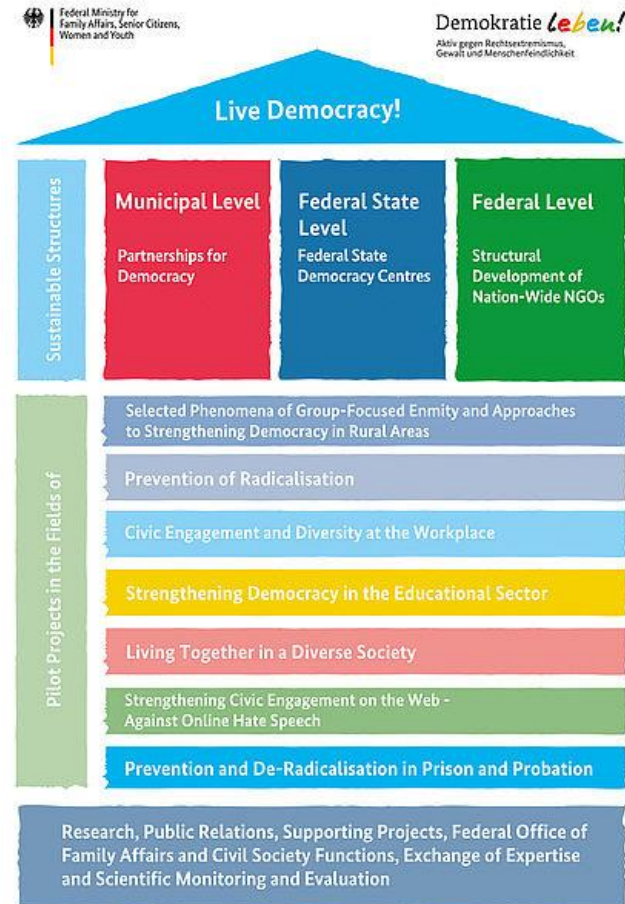 Federal Ministry for
Family Affairs, Senior Citizens,
Women and Youth
Demokratie leben!
Aktiv gegen Rechtsextremismus,
Gewalt und Menschenfeindlichkeit
Live Democracy!
Sustainable Structures
Municipal Level
Partnerships for
Democracy
Federal State
Level
Federal State
Democracy Centres
Federal Level
Structural
Development of
Nation-Wide NGOs
Pilot Projects in the Fields of
Selected Phenomena of Group-Focused Enmity and Approaches
to Strengthening Democracy in Rural Areas
Prevention of Radicalisation
Civic Engagement and Diversity at the Workplace
Strengthening Democracy in the Educational Sector
Living Together in a Diverse Society
Strengthening Civic Engagement on the Web -
Against Online Hate Speech
Prevention and De-Radicalisation in Prison and Probation
Research, Public Relations, Supporting Projects, Federal Office of
Family Affairs and Civil Society Functions, Exchange of Expertise
and Scientific Monitoring and Evaluation